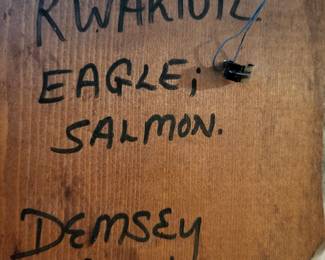 KWAKIUTL.
EAGLE;
SALMON.
DEMSEY